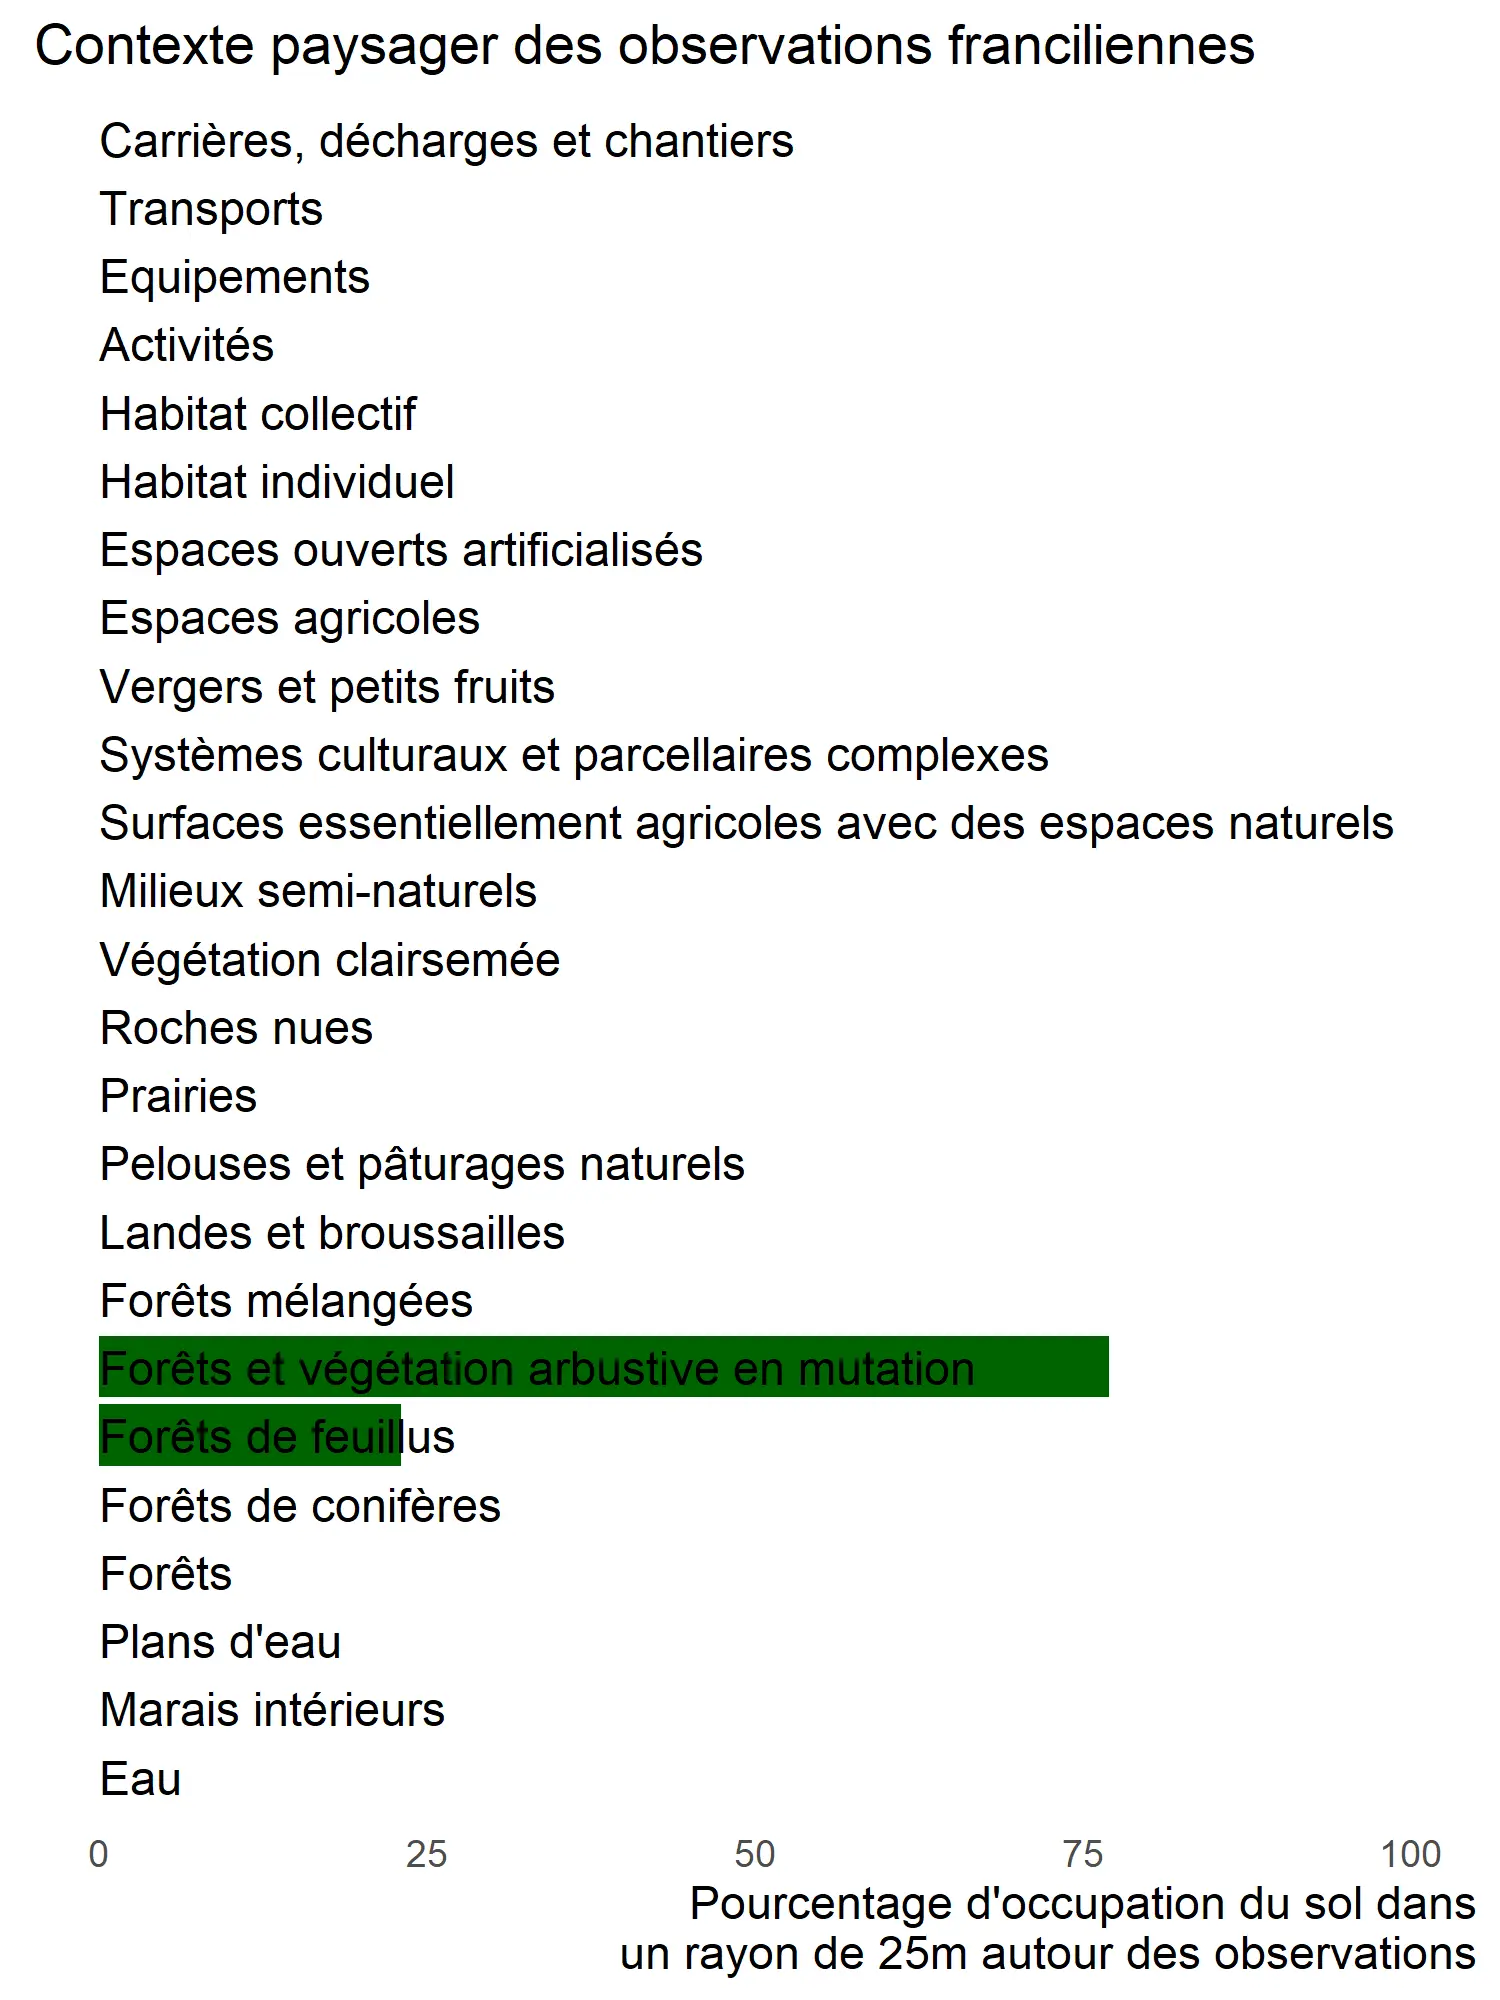 Contexte paysager des observations franciliennes
Carrières, décharges et chantiers
Transports
Equipements
Activités
Habitat collectif
Habitat individuel
Espaces ouverts artificialisés
Espaces agricoles
Vergers et petits fruits
Systèmes culturaux et parcellaires complexes
Surfaces essentiellement agricoles avec des espaces naturels
Milieux semi-naturels
Végétation clairsemée
Roches nues
Prairies
Pelouses et pâturages naturels
Landes et broussailles
Forêts mélangées
Forêts et végétation arbustive en mutation
Forêts de feuillus
Forêts de conifères
Forêts
Plans d'eau
Marais intérieurs
Eau
0 25 50 75 100
Pourcentage d'occupation du sol dans
un rayon de 25m autour des observations